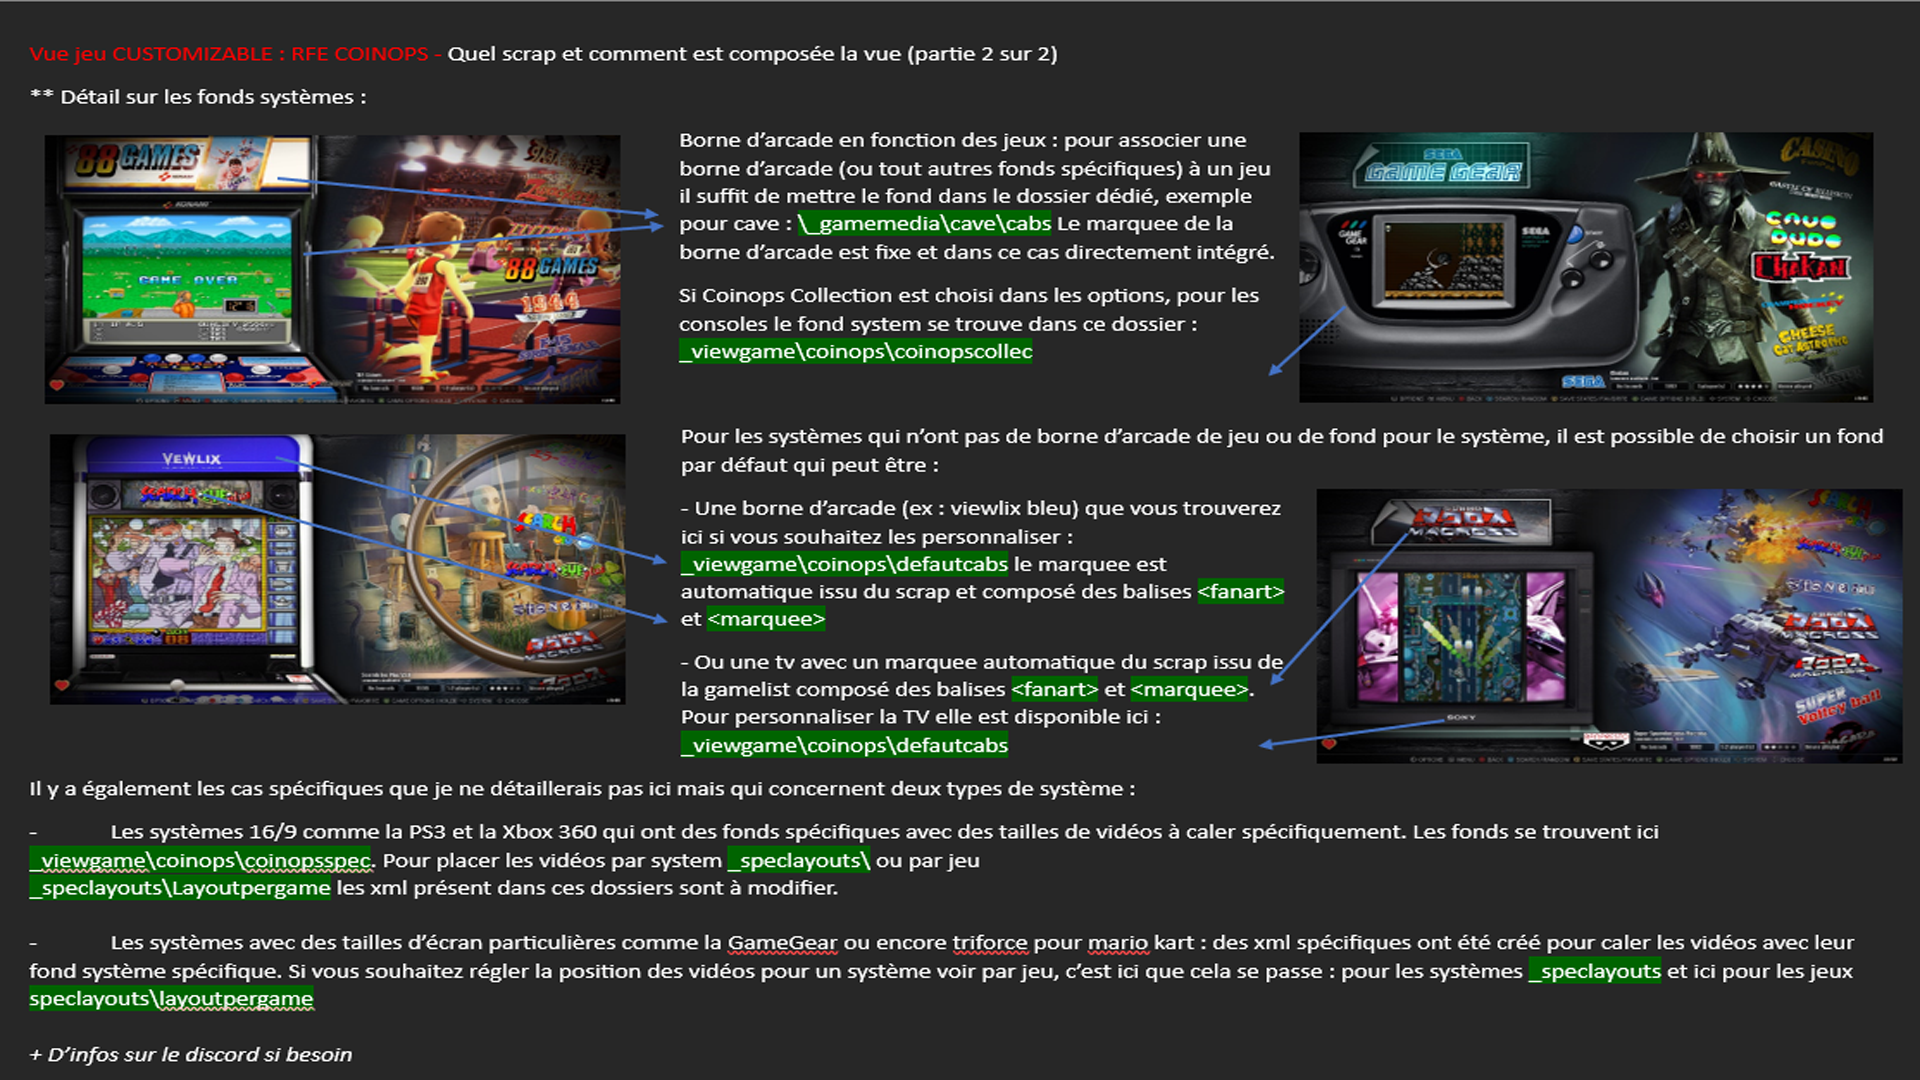 Vue jeu CUSTOMIZABLE : RFE COINOPS - Quel scrap et comment est composée la vue (partie 2 sur 2)
** Détail sur les fonds systèmes :
88 GAMES
KONAMI
GAME OVER
88 GAMES
1944
Borne d’arcade en fonction des jeux : pour associer une
borne d’arcade (ou tout autres fonds spécifiques) à un jeu
il suffit de mettre le fond dans le dossier dédié, exemple
pour cave : \_gamemedia\cave\cabs Le marquee de la
borne d’arcade est fixe et dans ce cas directement intégré.
Si Coinops Collection est choisi dans les options, pour les
consoles le fond system se trouve dans ce dossier :
_viewgame\coinops\coinopscollec
SEGA
GAME GEAR
GAME GEAR
SEGA
CASINO
CASTLE OF ILLUSION
CAVE DUDE
CHAKAN
CHEESE
SEGA
Pour les systèmes qui n’ont pas de borne d’arcade de jeu ou de fond pour le système, il est possible de choisir un fond
par défaut qui peut être :
VEWLIX
SEARCH
- Une borne d’arcade (ex : viewlix bleu) que vous trouverez
ici si vous souhaitez les personnaliser :
_viewgame\coinops\defautcabs le marquee est
automatique issu du scrap et composé des balises <fanart>
et <marquee>
- Ou une tv avec un marquee automatique du scrap issu de
la gamelist composé des balises <fanart> et <marquee>.
Pour personnaliser la TV elle est disponible ici :
_viewgame\coinops\defautcabs
MACROSS
SONY
MACROSS
SUPER
Volley ball
Il y a également les cas spécifiques que je ne détaillerais pas ici mais qui concernent deux types de système :
- Les systèmes 16/9 comme la PS3 et la Xbox 360 qui ont des fonds spécifiques avec des tailles de vidéos à caler spécifiquement. Les fonds se trouvent ici
_viewgame\coinops\coinopsspec. Pour placer les vidéos par system _speclayouts\ ou par jeu
_speclayouts\Layoutpergame les xml présent dans ces dossiers sont à modifier.
- Les systèmes avec des tailles d’écran particulières comme la GameGear ou encore triforce pour mario kart : des xml spécifiques ont été créé pour caler les vidéos avec leur
fond système spécifique. Si vous souhaitez régler la position des vidéos pour un système voir par jeu, c’est ici que cela se passe : pour les systèmes _speclayouts et ici pour les jeux
speclayouts\layoutpergame
+ D’infos sur le discord si besoin